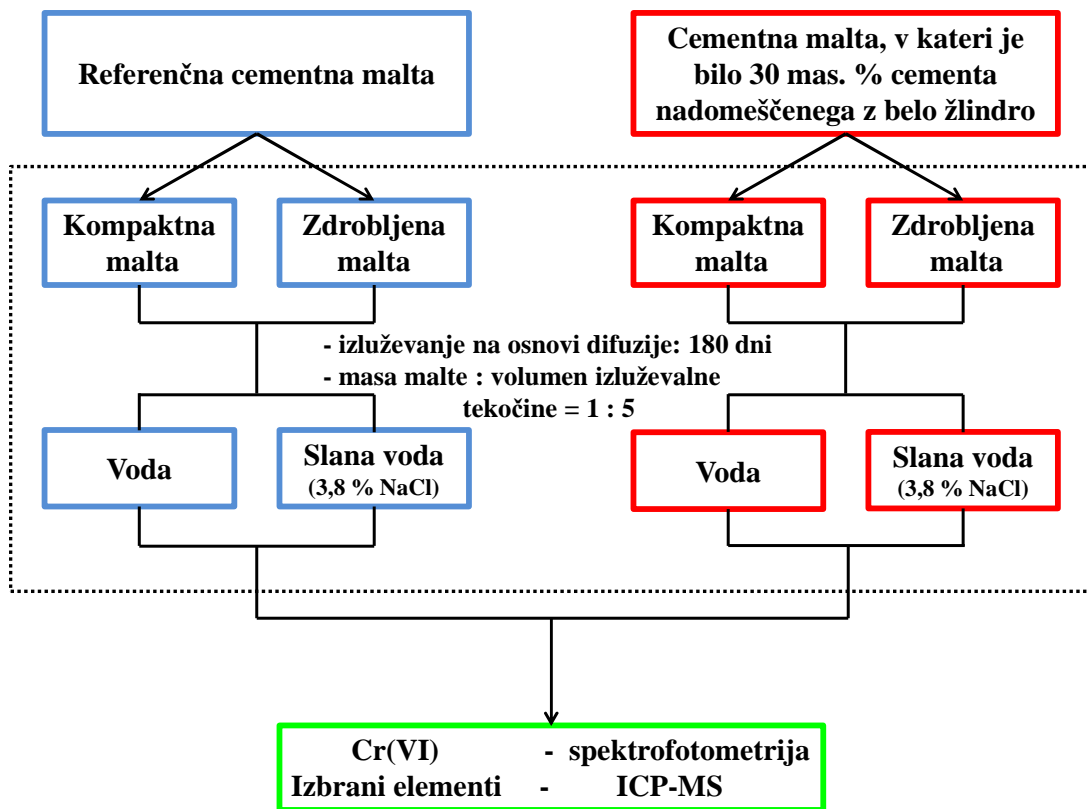 Referenčna cementna malta
Cementna malta, v kateri je
bilo 30 mas. % cementa
nadomeščenega z belo žlindro
Kompaktna
malta
Zdrobljena
malta
Kompaktna
malta
Zdrobljena
malta
- izluževanje na osnovi difuzije: 180 dni
- masa malte : volumen izluževalne
tekočine = 1 : 5
Voda
Slana voda
(3,8 % NaCl)
Voda
Slana voda
(3,8 % NaCl)
Cr(VI) - spektrofotometrija
Izbrani elementi - ICP-MS